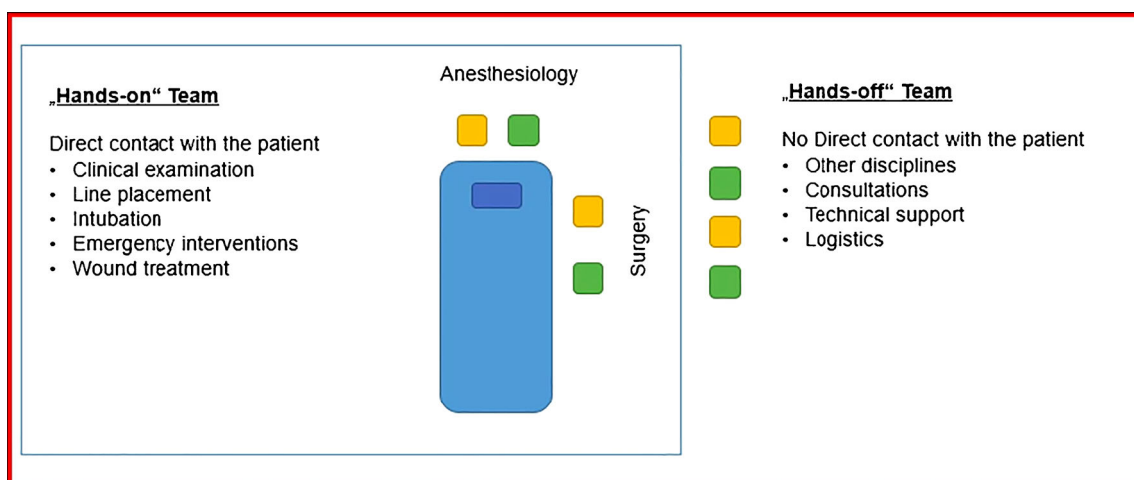 „Hands-on“ Team
Direct contact with the patient
• Clinical examination
• Line placement
• Intubation
• Emergency interventions
• Wound treatment
Anesthesiology
Surgery
„Hands-off“ Team
No Direct contact with the patient
• Other disciplines
• Consultations
• Technical support
• Logistics